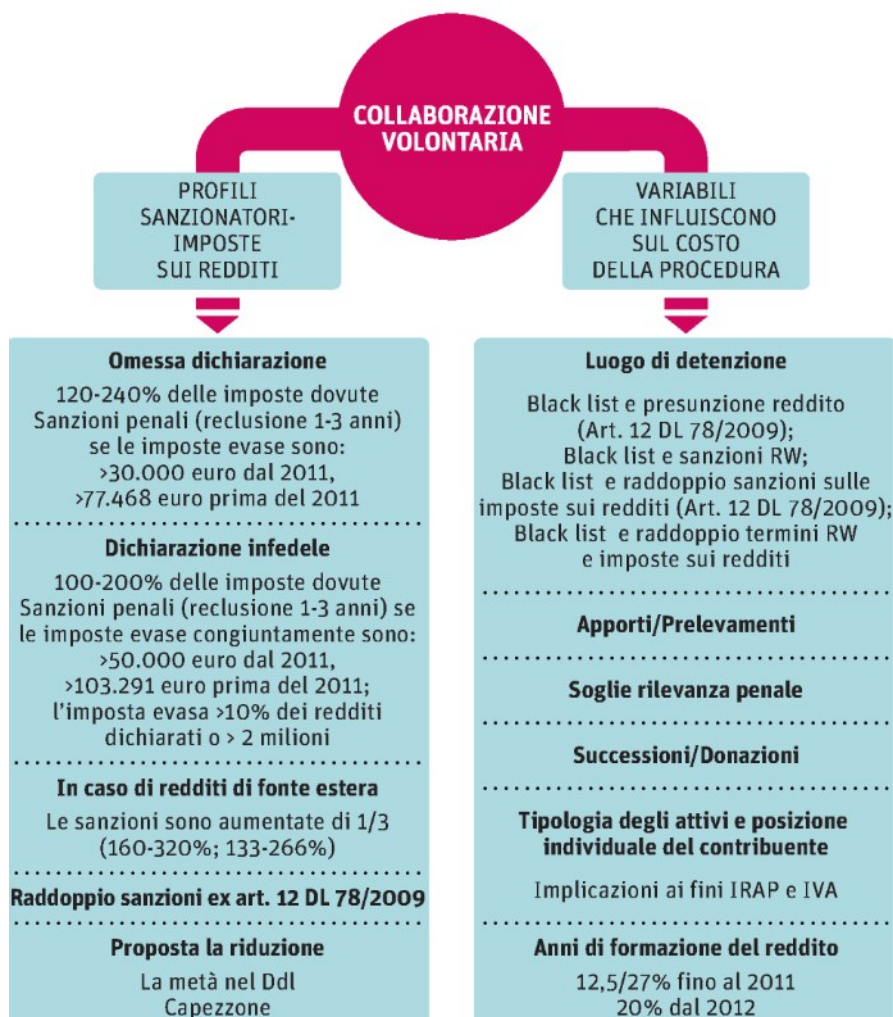 COLLABORAZIONE
VOLONTARIA
PROFILI
SANZIONATORI-
IMPOSTE
SUI REDDITI
Omessa dichiarazione
120-240% delle imposte dovute
Sanzioni penali (reclusione 1-3 anni)
se le imposte evase sono:
>30.000 euro dal 2011,
>77.468 euro prima del 2011
Dichiarazione infedele
100-200% delle imposte dovute
Sanzioni penali (reclusione 1-3 anni) se
le imposte evase congiuntamente sono:
>50.000 euro dal 2011,
>103.291 euro prima del 2011;
l'imposta evasa >10% dei redditi
dichiarati o > 2 milioni
In caso di redditi di fonte estera
Le sanzioni sono aumentate di 1/3
(160-320%; 133-266%)
Raddoppio sanzioni ex art. 12 DL 78/2009
Proposta la riduzione
La metà nel Ddl
Capezzone
VARIABILI
CHE INFLUISCONO
SUL COSTO
DELLA PROCEDURA
Luogo di detenzione
Black list e presunzione reddito
(Art. 12 DL 78/2009);
Black list e sanzioni RW;
Black list e raddoppio sanzioni sulle
imposte sui redditi (Art. 12 DL 78/2009);
Black list e raddoppio termini RW
e imposte sui redditi
Apporti/Prelevamenti
Soglie rilevanza penale
Successioni/Donazioni
Tipologia degli attivi e posizione
individuale del contribuente
Implicazioni ai fini IRAP e IVA
Anni di formazione del reddito
12,5/27% fino al 2011
20% dal 2012